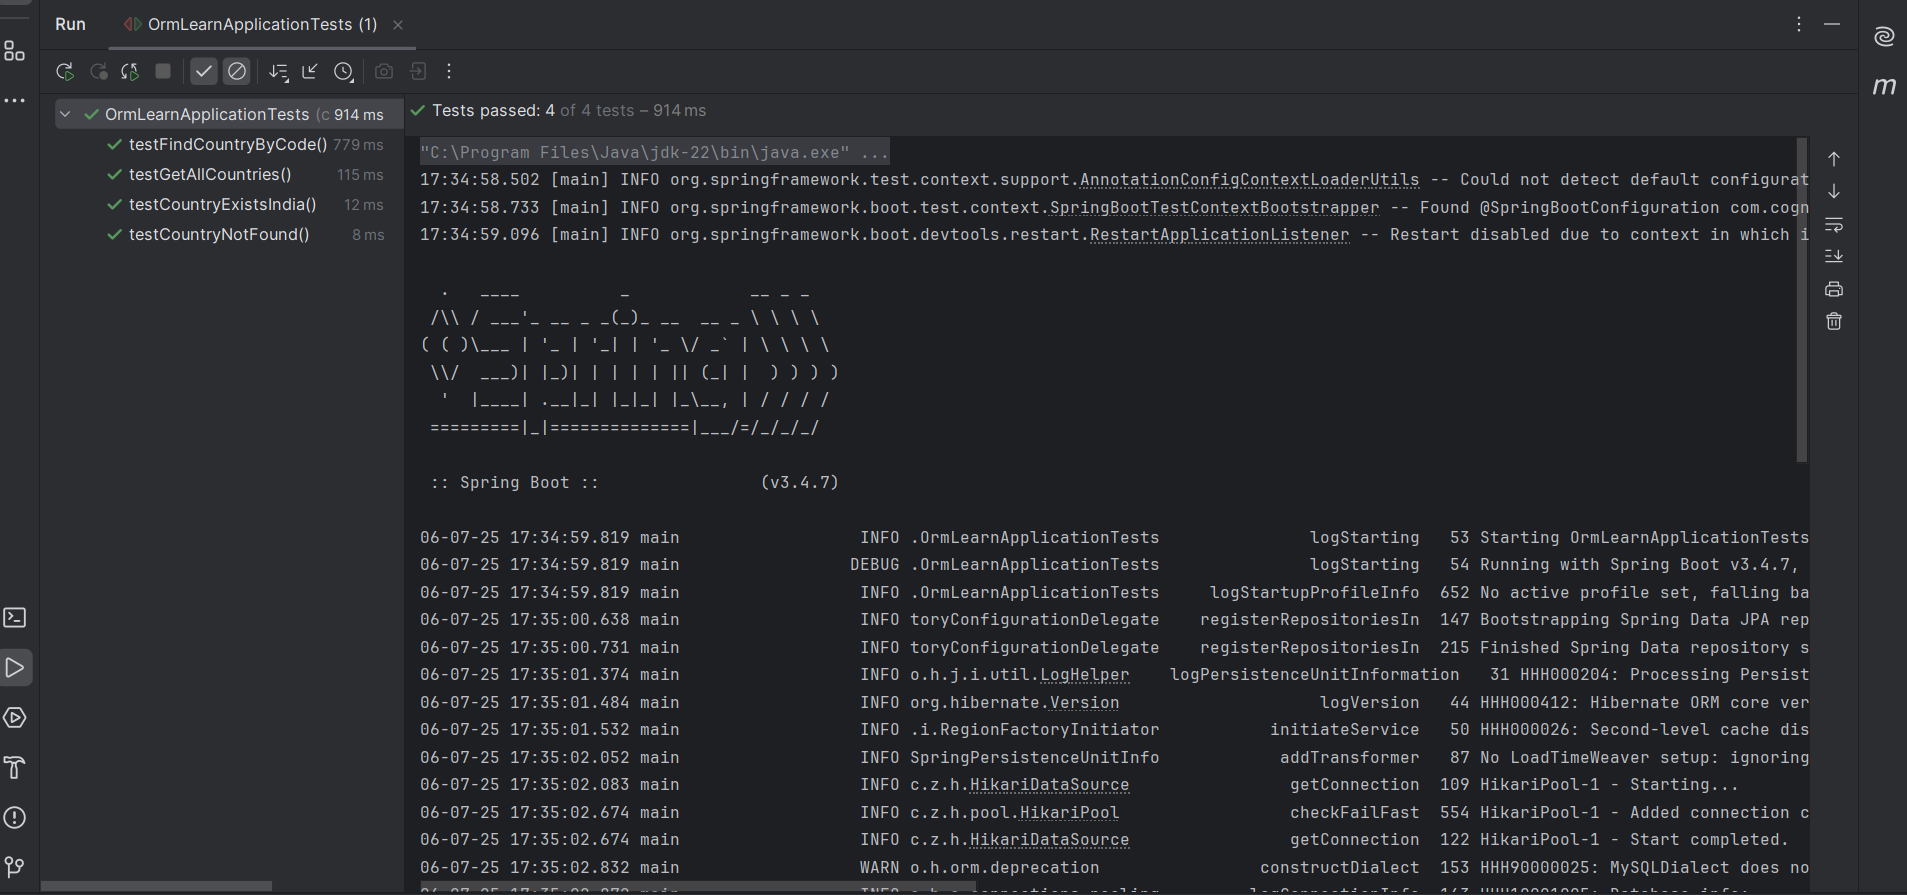 Run OrmLearnApplicationTests (1)
OrmLearnApplicationTests (c 914 ms
testFindCountryByCode() 779 ms
testGetAllCountries() 115 ms
testCountryExistsIndia() 12 ms
testCountryNotFound() 8 ms
Tests passed: 4 of 4 tests – 914 ms
"C:\Program Files\Java\jdk-22\bin\java.exe" ...
17:34:58.502 [main] INFO org.springframework.test.context.support.AnnotationConfigContextLoaderUtils -- Could not detect default configurat
17:34:58.733 [main] INFO org.springframework.boot.test.context.SpringBootTestContextBootstrapper -- Found @SpringBootConfiguration com.cogn
17:34:59.096 [main] INFO org.springframework.boot.devtools.restart.RestartApplicationListener -- Restart disabled due to context in which i
  .   ____          _            __ _ _
 /\\ / ___'_ __ _ _(_)_ __  __ _ \ \ \ \
( ( )\___ | '_ | '_| | '_ \/ _` | \ \ \ \
 \\/  ___)| |_)| | | | | || (_| |  ) ) ) )
  '  |____| .__|_| |_|_| |_\__, | / / / /
 =========|_|==============|___/=/_/_/_/
:: Spring Boot :: (v3.4.7)
06-07-25 17:34:59.819 main INFO .OrmLearnApplicationTests logStarting 53 Starting OrmLearnApplicationTests
06-07-25 17:34:59.819 main DEBUG .OrmLearnApplicationTests logStarting 54 Running with Spring Boot v3.4.7,
06-07-25 17:34:59.819 main INFO .OrmLearnApplicationTests logStartupProfileInfo 652 No active profile set, falling ba
06-07-25 17:35:00.638 main INFO toryConfigurationDelegate registerRepositoriesIn 147 Bootstrapping Spring Data JPA rep
06-07-25 17:35:00.731 main INFO toryConfigurationDelegate registerRepositoriesIn 215 Finished Spring Data repository s
06-07-25 17:35:01.374 main INFO o.h.j.i.util.LogHelper logPersistenceUnitInformation 31 HHH000204: Processing Persist
06-07-25 17:35:01.484 main INFO org.hibernate.Version logVersion 44 HHH000412: Hibernate ORM core ver
06-07-25 17:35:01.532 main INFO .i.RegionFactoryInitiator initiateService 50 HHH000026: Second-level cache dis
06-07-25 17:35:02.052 main INFO SpringPersistenceUnitInfo addTransformer 87 No LoadTimeWeaver setup: ignoring
06-07-25 17:35:02.083 main INFO c.z.h.HikariDataSource getConnection 109 HikariPool-1 - Starting...
06-07-25 17:35:02.674 main INFO c.z.h.pool.HikariPool checkFailFast 554 HikariPool-1 - Added connection c
06-07-25 17:35:02.674 main INFO c.z.h.HikariDataSource getConnection 122 HikariPool-1 - Start completed.
06-07-25 17:35:02.832 main WARN o.h.orm.deprecation constructDialect 153 HHH90000025: MySQLDialect does no
m